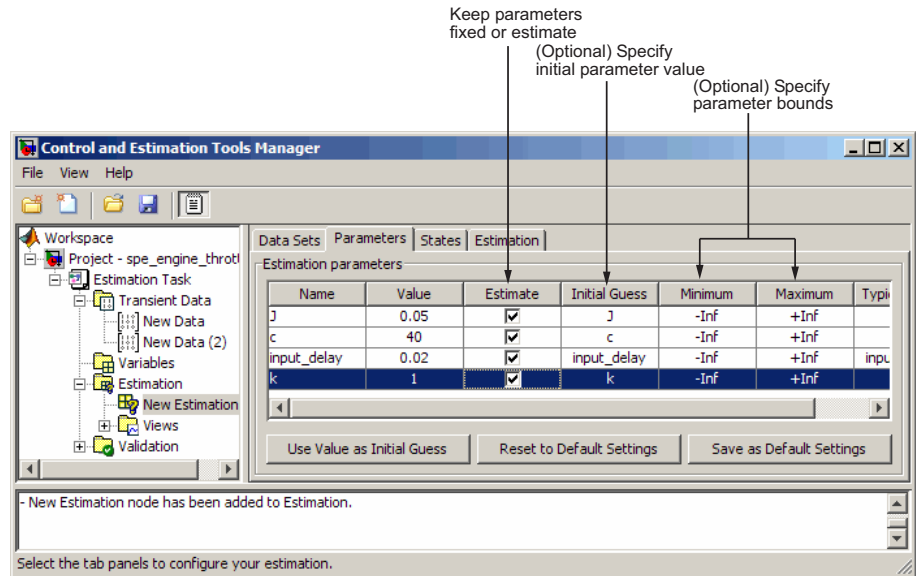 Keep parameters
fixed or estimate
(Optional) Specify
initial parameter value
(Optional) Specify
parameter bounds
Control and Estimation Tools Manager
File View Help
Workspace
Project - spe_engine_throttl
Estimation Task
Transient Data
New Data
New Data (2)
Variables
Estimation
New Estimation
Views
Validation
Data Sets Parameters States Estimation
Estimation parameters
Name Value Estimate Initial Guess Minimum Maximum Typi
J 0.05 J -Inf +Inf
c 40 c -Inf +Inf
input_delay 0.02 input_delay -Inf +Inf inpu
k 1 k -Inf +Inf
Use Value as Initial Guess Reset to Default Settings Save as Default Settings
- New Estimation node has been added to Estimation.
Select the tab panels to configure your estimation.